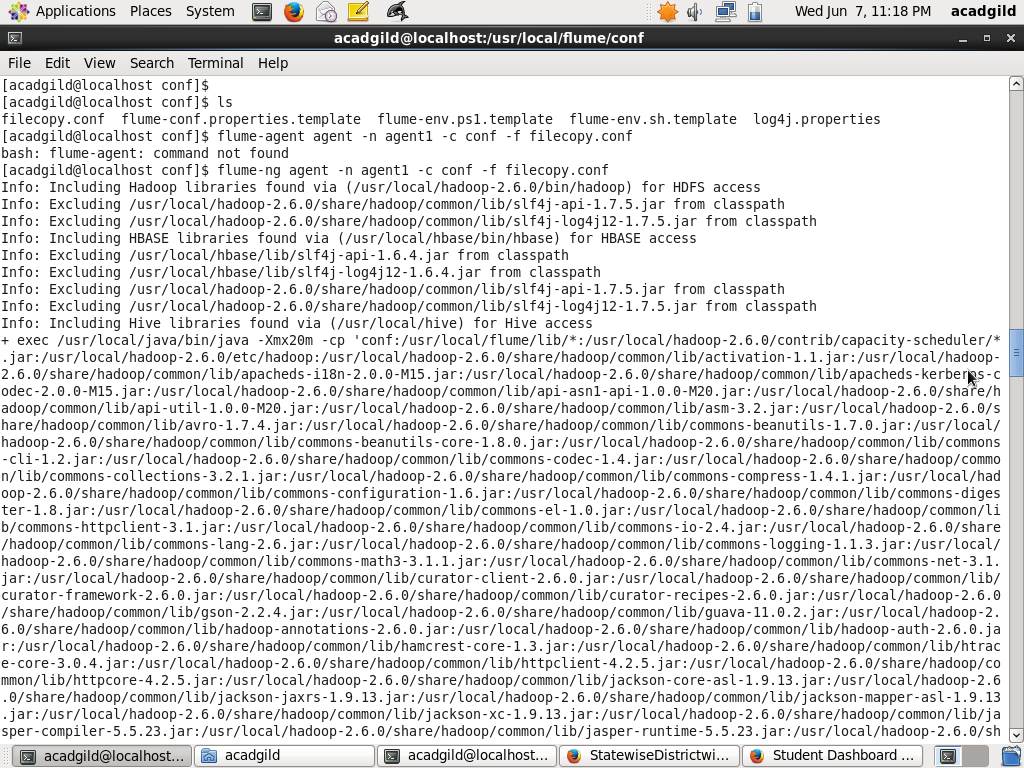 Applications Places System Wed Jun 7, 11:18 PM acadgild
acadgild@localhost:/usr/local/flume/conf
File Edit View Search Terminal Help
[acadgild@localhost conf]$
[acadgild@localhost conf]$ ls
filecopy.conf  flume-conf.properties.template  flume-env.ps1.template  flume-env.sh.template  log4j.properties
[acadgild@localhost conf]$ flume-agent agent -n agent1 -c conf -f filecopy.conf
bash: flume-agent: command not found
[acadgild@localhost conf]$ flume-ng agent -n agent1 -c conf -f filecopy.conf
Info: Including Hadoop libraries found via (/usr/local/hadoop-2.6.0/bin/hadoop) for HDFS access
Info: Excluding /usr/local/hadoop-2.6.0/share/hadoop/common/lib/slf4j-api-1.7.5.jar from classpath
Info: Excluding /usr/local/hadoop-2.6.0/share/hadoop/common/lib/slf4j-log4j12-1.7.5.jar from classpath
Info: Including HBASE libraries found via (/usr/local/hbase/bin/hbase) for HBASE access
Info: Excluding /usr/local/hbase/lib/slf4j-api-1.6.4.jar from classpath
Info: Excluding /usr/local/hbase/lib/slf4j-log4j12-1.6.4.jar from classpath
Info: Excluding /usr/local/hadoop-2.6.0/share/hadoop/common/lib/slf4j-api-1.7.5.jar from classpath
Info: Excluding /usr/local/hadoop-2.6.0/share/hadoop/common/lib/slf4j-log4j12-1.7.5.jar from classpath
Info: Including Hive libraries found via (/usr/local/hive) for Hive access
+ exec /usr/local/java/bin/java -Xmx20m -cp 'conf:/usr/local/flume/lib/*:/usr/local/hadoop-2.6.0/contrib/capacity-scheduler/*
.jar:/usr/local/hadoop-2.6.0/etc/hadoop:/usr/local/hadoop-2.6.0/share/hadoop/common/lib/activation-1.1.jar:/usr/local/hadoop-
2.6.0/share/hadoop/common/lib/apacheds-i18n-2.0.0-M15.jar:/usr/local/hadoop-2.6.0/share/hadoop/common/lib/apacheds-kerberos-c
odec-2.0.0-M15.jar:/usr/local/hadoop-2.6.0/share/hadoop/common/lib/api-asn1-api-1.0.0-M20.jar:/usr/local/hadoop-2.6.0/share/h
adoop/common/lib/api-util-1.0.0-M20.jar:/usr/local/hadoop-2.6.0/share/hadoop/common/lib/asm-3.2.jar:/usr/local/hadoop-2.6.0/s
hare/hadoop/common/lib/avro-1.7.4.jar:/usr/local/hadoop-2.6.0/share/hadoop/common/lib/commons-beanutils-1.7.0.jar:/usr/local/
hadoop-2.6.0/share/hadoop/common/lib/commons-beanutils-core-1.8.0.jar:/usr/local/hadoop-2.6.0/share/hadoop/common/lib/commons
-cli-1.2.jar:/usr/local/hadoop-2.6.0/share/hadoop/common/lib/commons-codec-1.4.jar:/usr/local/hadoop-2.6.0/share/hadoop/commo
n/lib/commons-collections-3.2.1.jar:/usr/local/hadoop-2.6.0/share/hadoop/common/lib/commons-compress-1.4.1.jar:/usr/local/had
oop-2.6.0/share/hadoop/common/lib/commons-configuration-1.6.jar:/usr/local/hadoop-2.6.0/share/hadoop/common/lib/commons-diges
ter-1.8.jar:/usr/local/hadoop-2.6.0/share/hadoop/common/lib/commons-el-1.0.jar:/usr/local/hadoop-2.6.0/share/hadoop/common/li
b/commons-httpclient-3.1.jar:/usr/local/hadoop-2.6.0/share/hadoop/common/lib/commons-io-2.4.jar:/usr/local/hadoop-2.6.0/share
/hadoop/common/lib/commons-lang-2.6.jar:/usr/local/hadoop-2.6.0/share/hadoop/common/lib/commons-logging-1.1.3.jar:/usr/local/
hadoop-2.6.0/share/hadoop/common/lib/commons-math3-3.1.1.jar:/usr/local/hadoop-2.6.0/share/hadoop/common/lib/commons-net-3.1.
jar:/usr/local/hadoop-2.6.0/share/hadoop/common/lib/curator-client-2.6.0.jar:/usr/local/hadoop-2.6.0/share/hadoop/common/lib/
curator-framework-2.6.0.jar:/usr/local/hadoop-2.6.0/share/hadoop/common/lib/curator-recipes-2.6.0.jar:/usr/local/hadoop-2.6.0
/share/hadoop/common/lib/gson-2.2.4.jar:/usr/local/hadoop-2.6.0/share/hadoop/common/lib/guava-11.0.2.jar:/usr/local/hadoop-2.
6.0/share/hadoop/common/lib/hadoop-annotations-2.6.0.jar:/usr/local/hadoop-2.6.0/share/hadoop/common/lib/hadoop-auth-2.6.0.ja
r:/usr/local/hadoop-2.6.0/share/hadoop/common/lib/hamcrest-core-1.3.jar:/usr/local/hadoop-2.6.0/share/hadoop/common/lib/htrac
e-core-3.0.4.jar:/usr/local/hadoop-2.6.0/share/hadoop/common/lib/httpclient-4.2.5.jar:/usr/local/hadoop-2.6.0/share/hadoop/co
mmon/lib/httpcore-4.2.5.jar:/usr/local/hadoop-2.6.0/share/hadoop/common/lib/jackson-core-asl-1.9.13.jar:/usr/local/hadoop-2.6
.0/share/hadoop/common/lib/jackson-jaxrs-1.9.13.jar:/usr/local/hadoop-2.6.0/share/hadoop/common/lib/jackson-mapper-asl-1.9.13
.jar:/usr/local/hadoop-2.6.0/share/hadoop/common/lib/jackson-xc-1.9.13.jar:/usr/local/hadoop-2.6.0/share/hadoop/common/lib/ja
sper-compiler-5.5.23.jar:/usr/local/hadoop-2.6.0/share/hadoop/common/lib/jasper-runtime-5.5.23.jar:/usr/local/hadoop-2.6.0/sh
acadgild@localhost... acadgild acadgild@localhost:... StatewiseDistrictwi... Student Dashboard ...